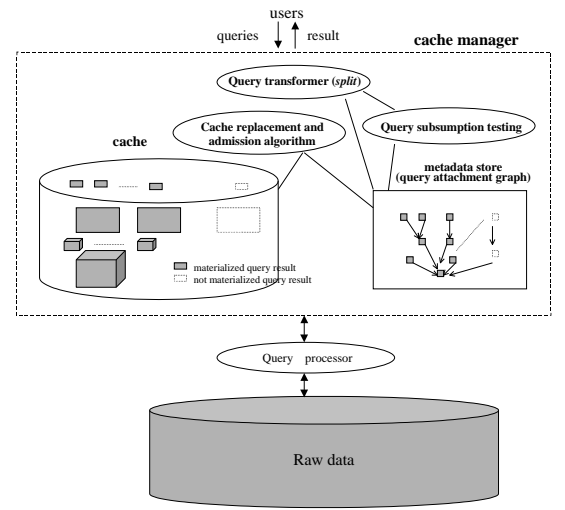 users
queries
result
cache manager
Query transformer (split)
Cache replacement and
admission algorithm
Query subsumption testing
cache
metadata store
(query attachment graph)
materialized query result
not materialized query result
Query processor
Raw data